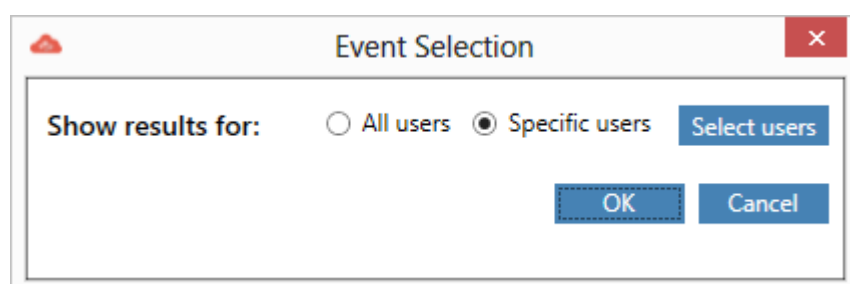 Event Selection
Show results for: All users Specific users Select users
OK Cancel